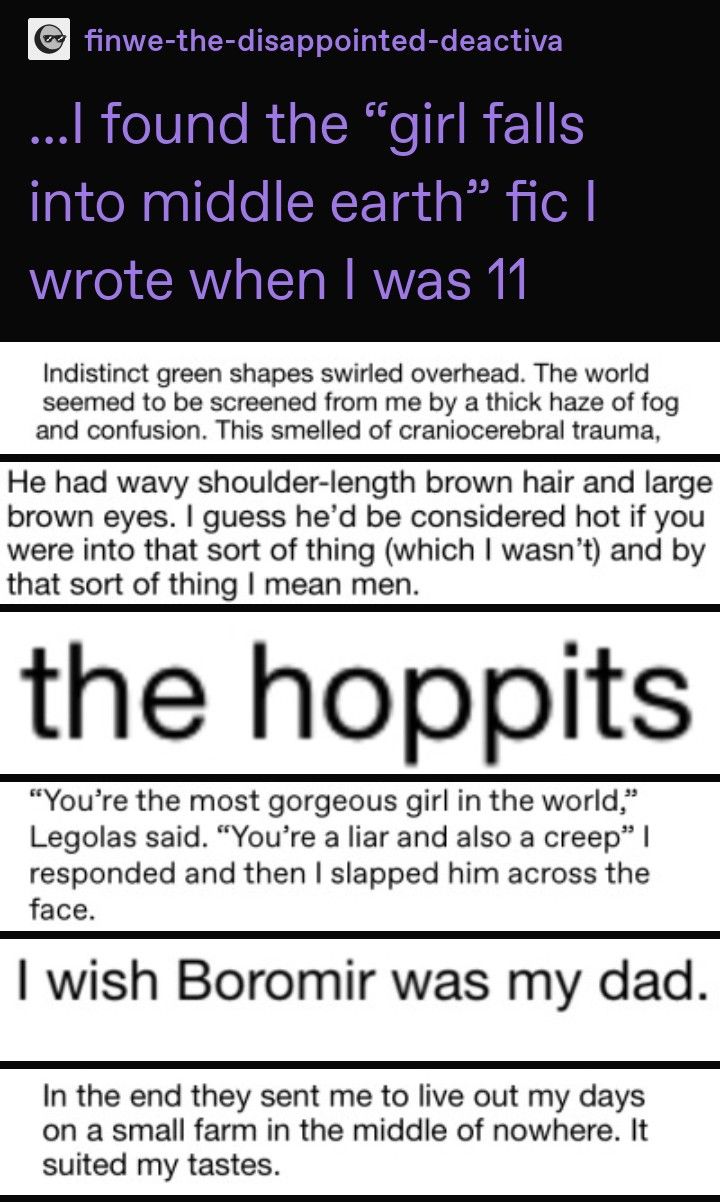 finwe-the-disappointed-deactiva
...I found the “girl falls
into middle earth” fic I
wrote when I was 11
Indistinct green shapes swirled overhead. The world
seemed to be screened from me by a thick haze of fog
and confusion. This smelled of craniocerebral trauma,
He had wavy shoulder-length brown hair and large
brown eyes. I guess he’d be considered hot if you
were into that sort of thing (which I wasn’t) and by
that sort of thing I mean men.
the hoppits
“You’re the most gorgeous girl in the world,”
Legolas said. “You’re a liar and also a creep” I
responded and then I slapped him across the
face.
I wish Boromir was my dad.
In the end they sent me to live out my days
on a small farm in the middle of nowhere. It
suited my tastes.